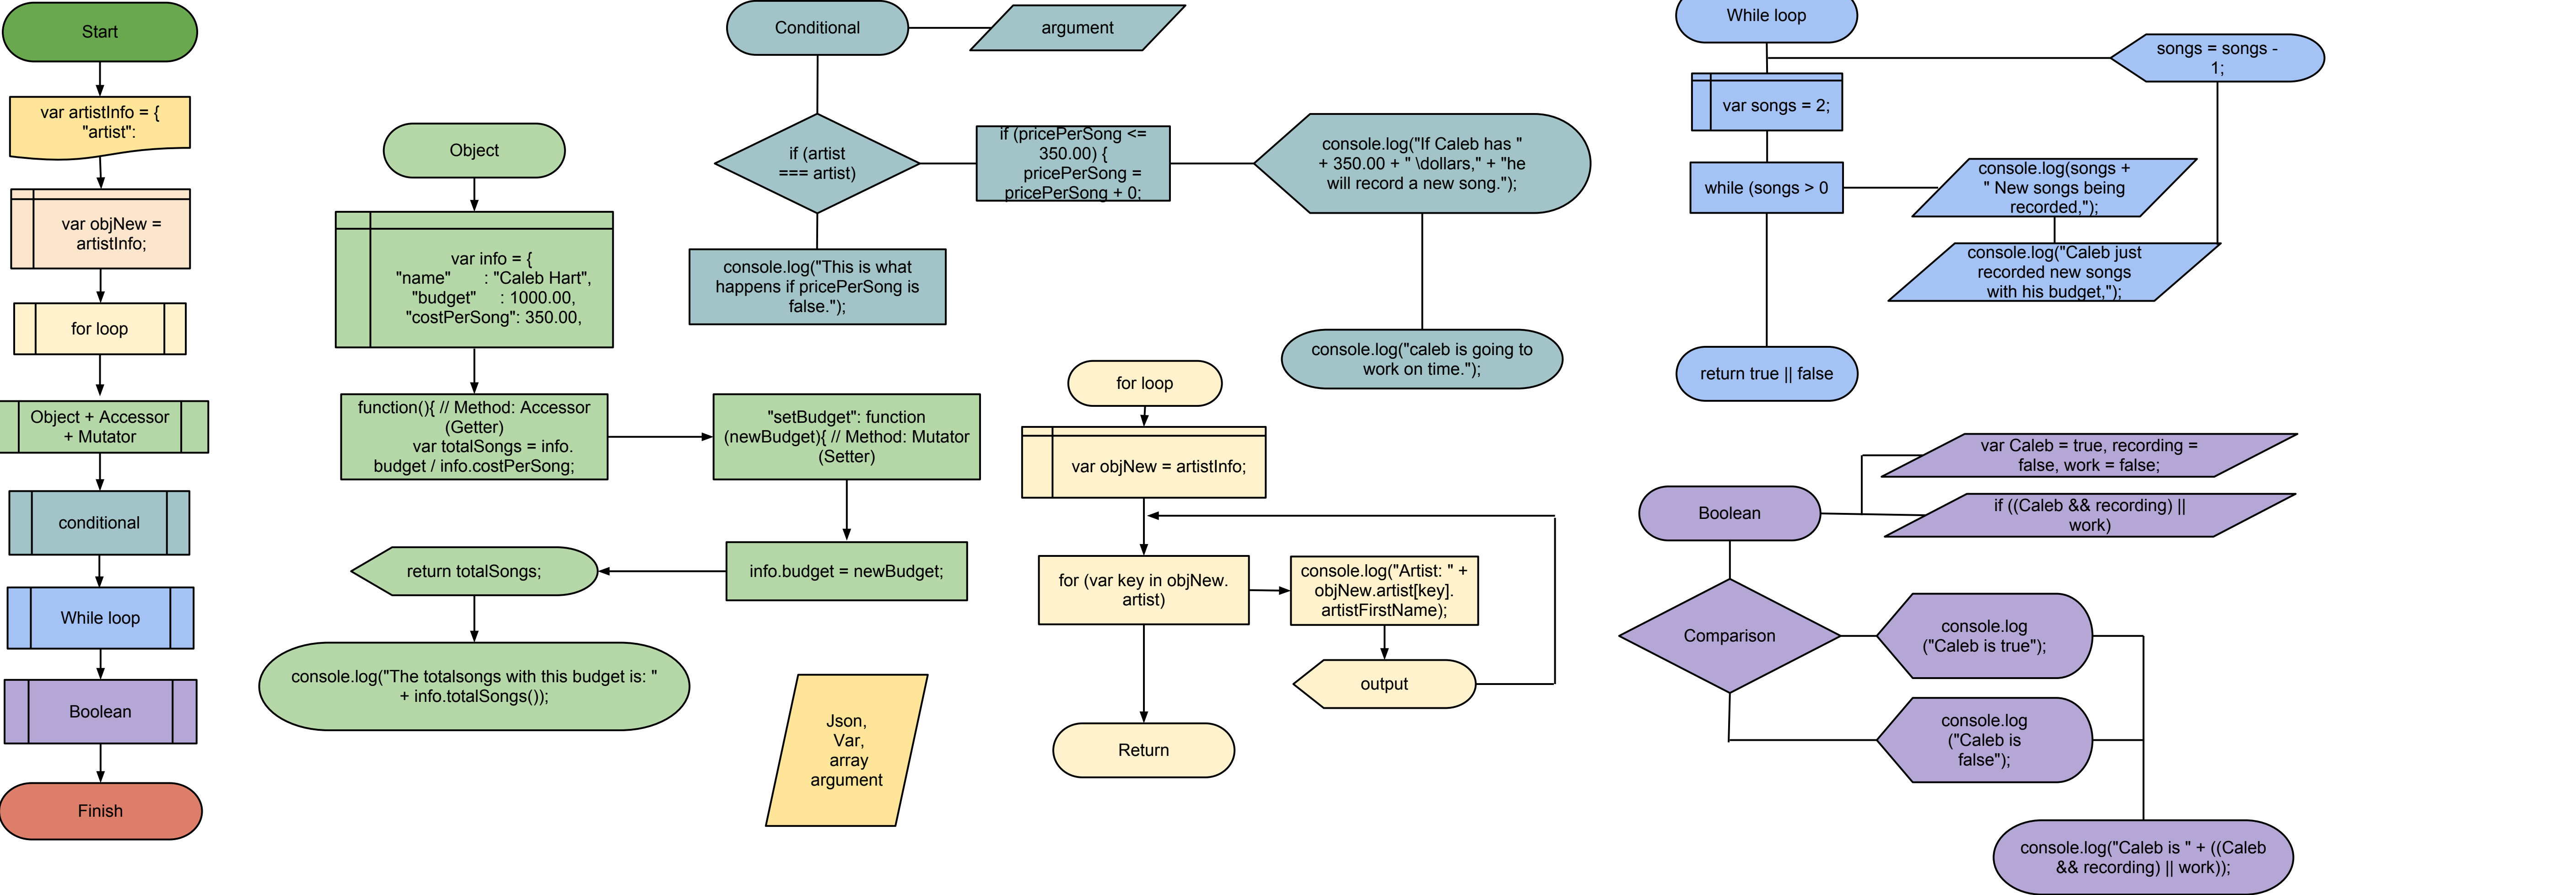 Start
var artistInfo = {
"artist":
var objNew =
artistInfo;
for loop
Object + Accessor
+ Mutator
conditional
While loop
Boolean
Finish
Object
var info = {
"name" : "Caleb Hart",
"budget" : 1000.00,
"costPerSong": 350.00,
function(){ // Method: Accessor
(Getter)
var totalSongs = info.
budget / info.costPerSong;
"setBudget": function
(newBudget){ // Method: Mutator
(Setter)
info.budget = newBudget;
return totalSongs;
console.log("The totalsongs with this budget is: "
+ info.totalSongs());
Json,
Var,
array
argument
Conditional
argument
if (artist
=== artist)
if (pricePerSong <=
350.00) {
pricePerSong =
pricePerSong + 0;
console.log("If Caleb has "
+ 350.00 + " \dollars," + "he
will record a new song.");
console.log("This is what
happens if pricePerSong is
false.");
console.log("caleb is going to
work on time.");
for loop
var objNew = artistInfo;
for (var key in objNew.
artist)
console.log("Artist: " +
objNew.artist[key].
artistFirstName);
output
Return
While loop
songs = songs -
1;
var songs = 2;
while (songs > 0
console.log(songs +
" New songs being
recorded,");
console.log("Caleb just
recorded new songs
with his budget,");
return true || false
Boolean
var Caleb = true, recording =
false, work = false;
if ((Caleb && recording) ||
work)
Comparison
console.log
("Caleb is true");
console.log
("Caleb is
false");
console.log("Caleb is " + ((Caleb
&& recording) || work));